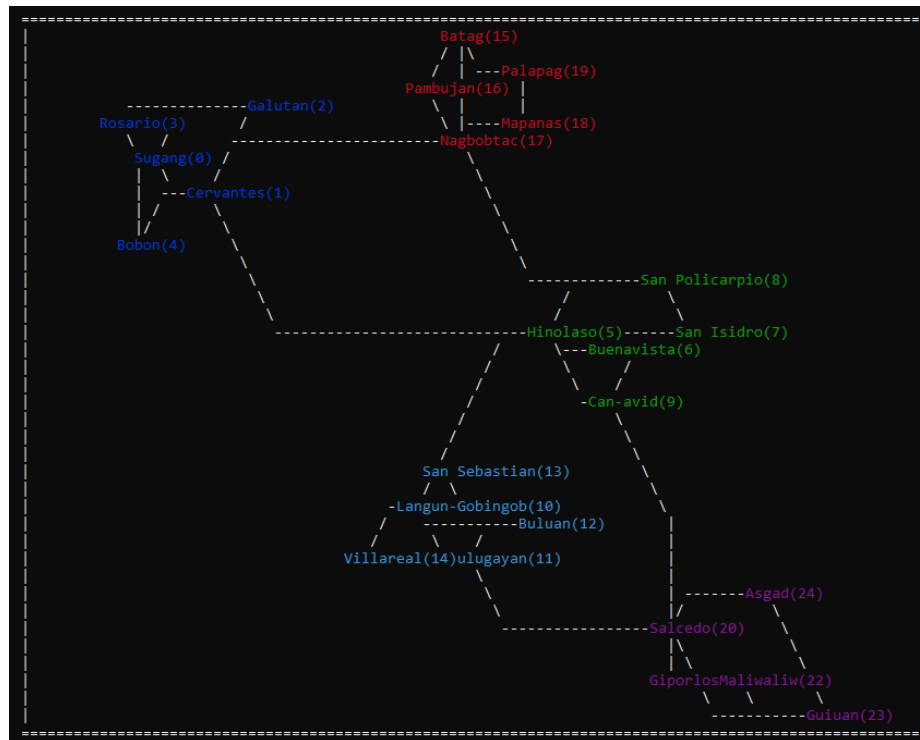 Batag(15)
Palapag(19)
Pambujan(16)
Galutan(2)
Rosario(3)
Mapanas(18)
Nagbobtac(17)
Sugang(0)
Cervantes(1)
Bobon(4)
San Policarpio(8)
Hinolaso(5)
San Isidro(7)
Buenavista(6)
Can-avid(9)
San Sebastian(13)
Langun-Gobingob(10)
Buluan(12)
Villareal(14)ulugayan(11)
Asgad(24)
Salcedo(20)
GiporlosMaliwaliw(22)
Guiuan(23)